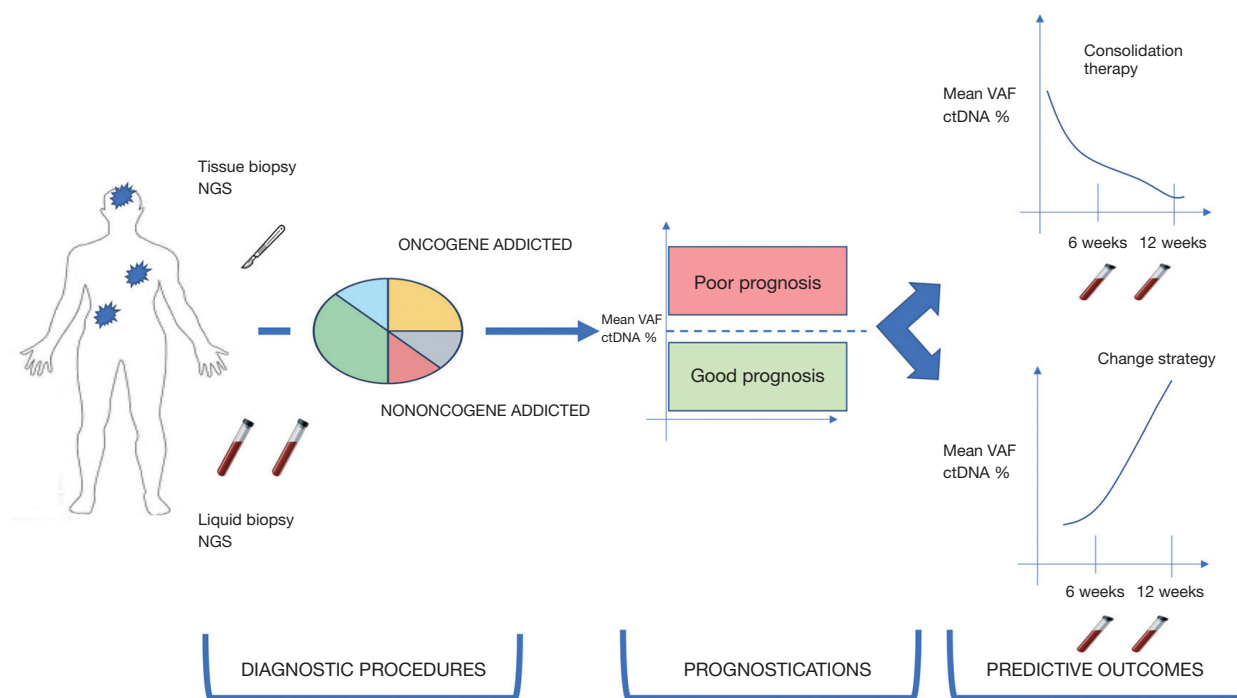 Tissue biopsy
NGS
ONCOGENE ADDICTED
NONONCOGENE ADDICTED
Liquid biopsy
NGS
Mean VAF
ctDNA %
Poor prognosis
Good prognosis
Consolidation
therapy
Mean VAF
ctDNA %
6 weeks
12 weeks
Change strategy
Mean VAF
ctDNA %
6 weeks
12 weeks
DIAGNOSTIC PROCEDURES
PROGNOSTICATIONS
PREDICTIVE OUTCOMES